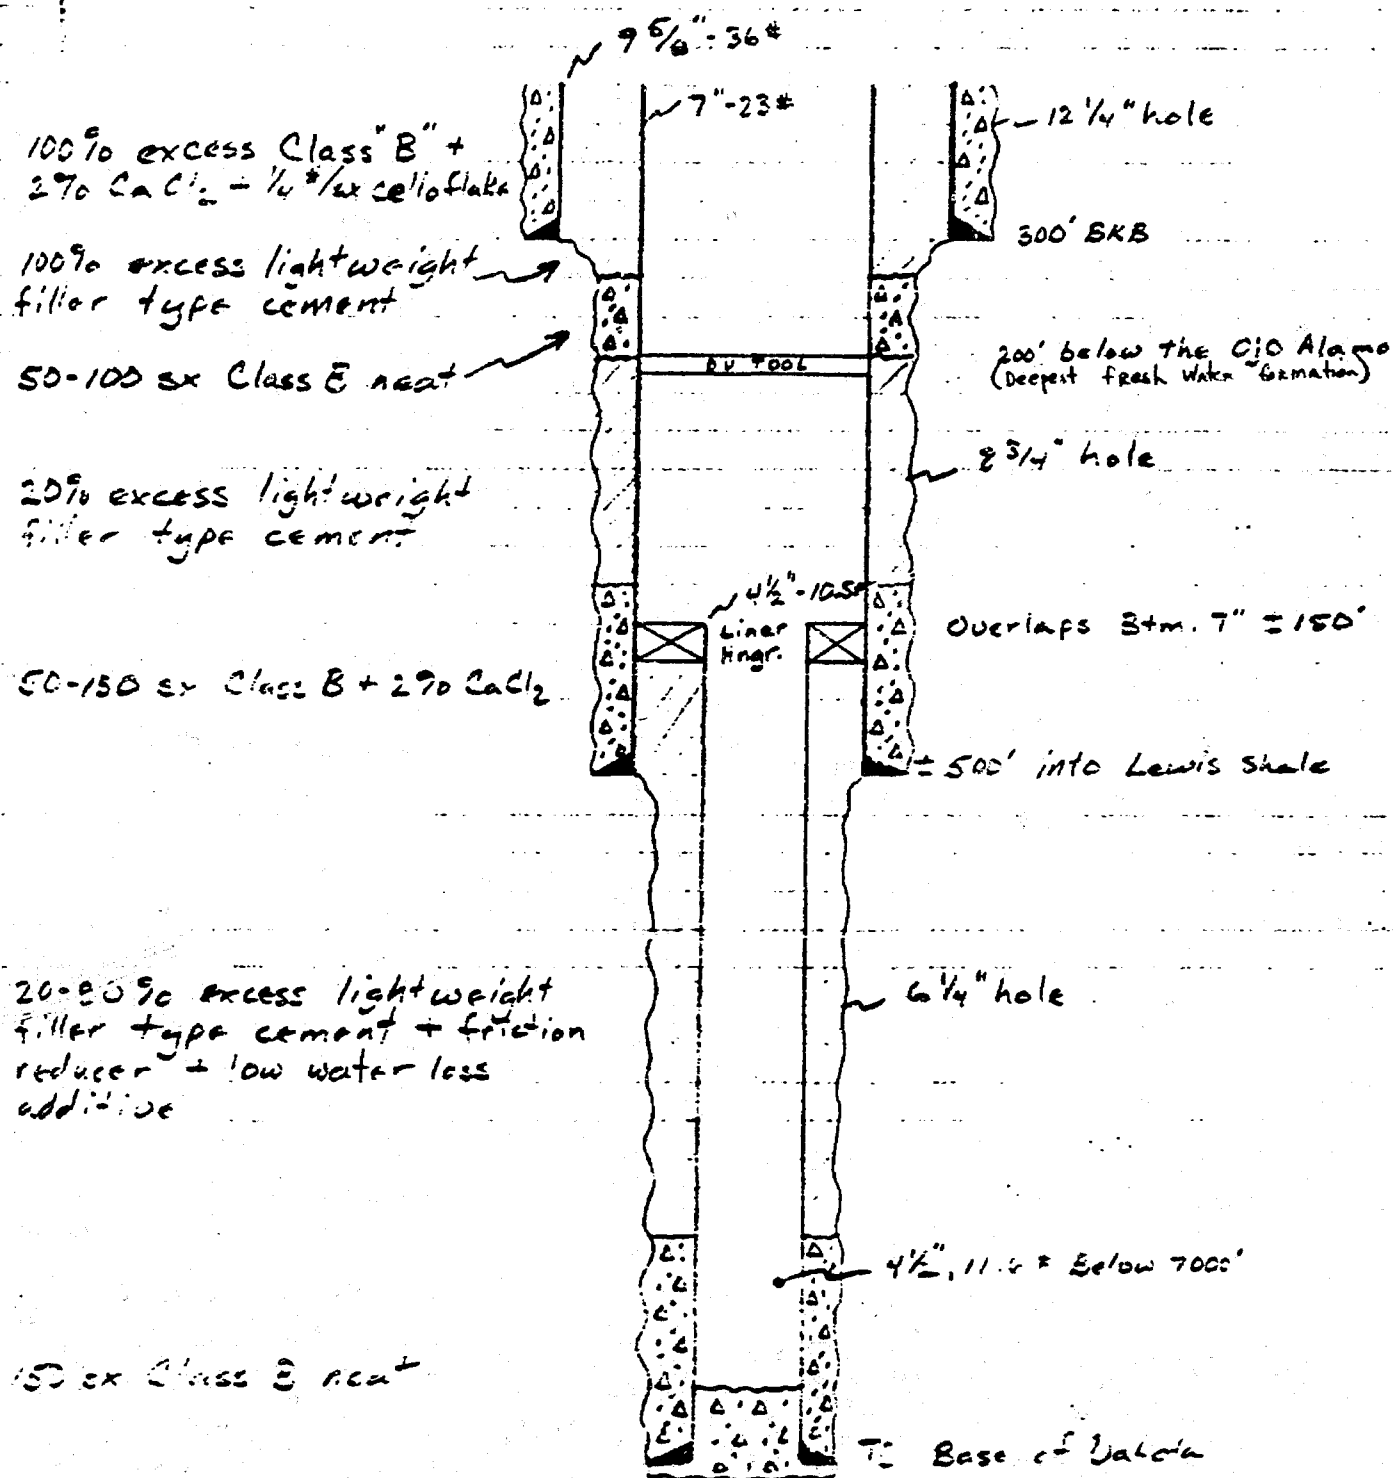 9 5/8" - 36#
7" - 23#
12 1/4" hole
100% excess Class "B" +
2% CaCl2 + 1/4 #/sx celloflake
300' BKB
100% excess lightweight
filler type cement
50-100 sx Class B neat
DV TOOL
200' below the Ojo Alamo
(Deepest fresh Water formation)
8 3/4" hole
20% excess lightweight
filler type cement
4 1/2" - 10.5#
Liner
Hngr.
Overlaps Btm. 7" ± 150'
50-150 sx Class B + 2% CaCl2
± 500' into Lewis Shale
excess lightweight
filler type cement + friction
reducer + low water loss
additive
6 1/4" hole
4 1/2", 11.6 # Below 7000'
150 sx Class B neat
Base of Dakota